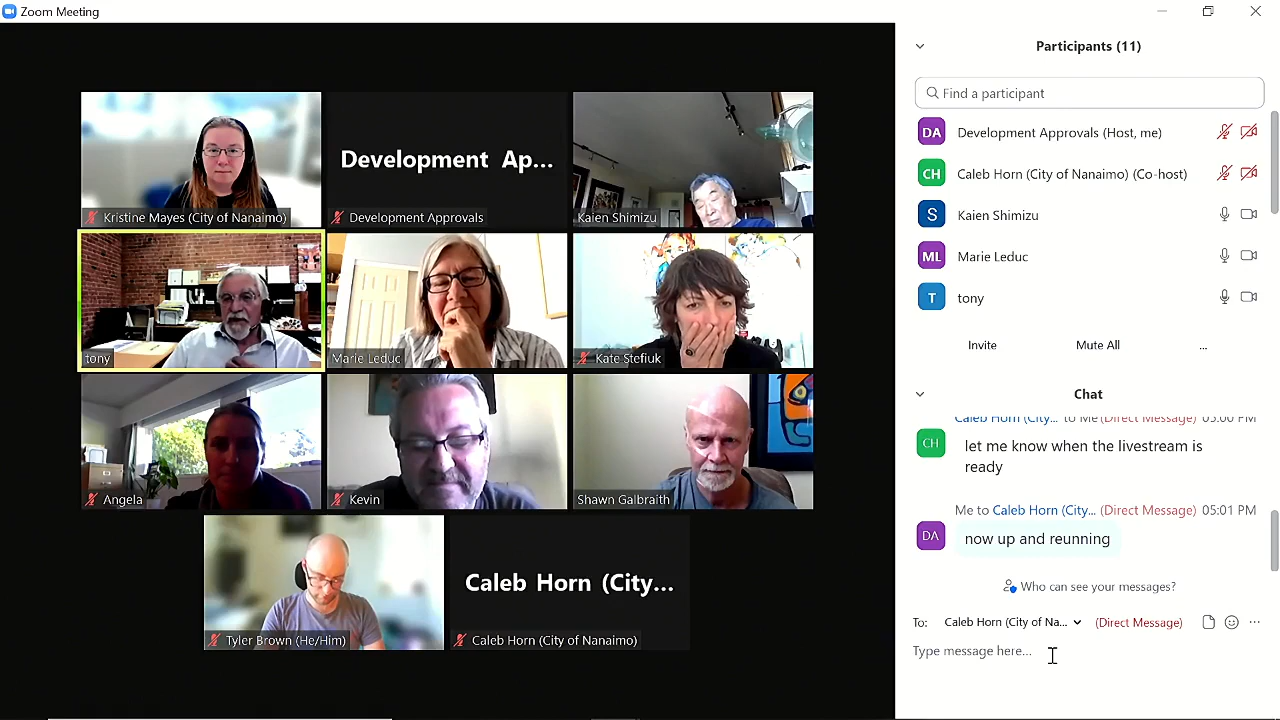 Zoom Meeting
Kristine Mayes (City of Nanaimo)
Development Ap...
Development Approvals
Kaien Shimizu
tony
Marie Leduc
Kate Stefiuk
Angela
Kevin
Shawn Galbraith
Tyler Brown (He/Him)
Caleb Horn (City...
Caleb Horn (City of Nanaimo)
Participants (11)
Find a participant
DA Development Approvals (Host, me)
CH Caleb Horn (City of Nanaimo) (Co-host)
S Kaien Shimizu
ML Marie Leduc
T tony
Invite Mute All ...
Chat
Caleb Horn (City... to Me (Direct Message) 05:00 PM
CH let me know when the livestream is
ready
Me to Caleb Horn (City... (Direct Message) 05:01 PM
DA now up and reunning
Who can see your messages?
To: Caleb Horn (City of Na... (Direct Message) ...
Type message here...